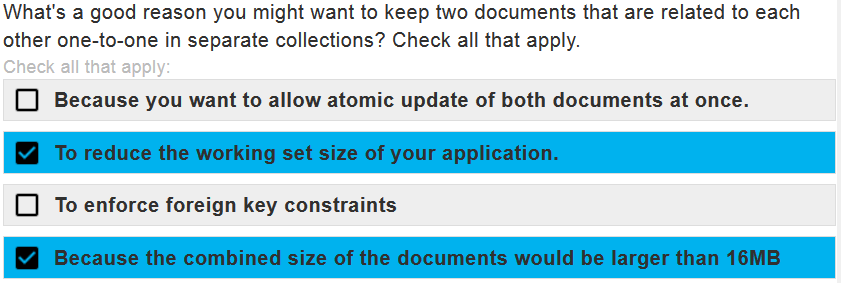 What's a good reason you might want to keep two documents that are related to each
other one-to-one in separate collections? Check all that apply.
Check all that apply:
Because you want to allow atomic update of both documents at once.
To reduce the working set size of your application.
To enforce foreign key constraints
Because the combined size of the documents would be larger than 16MB